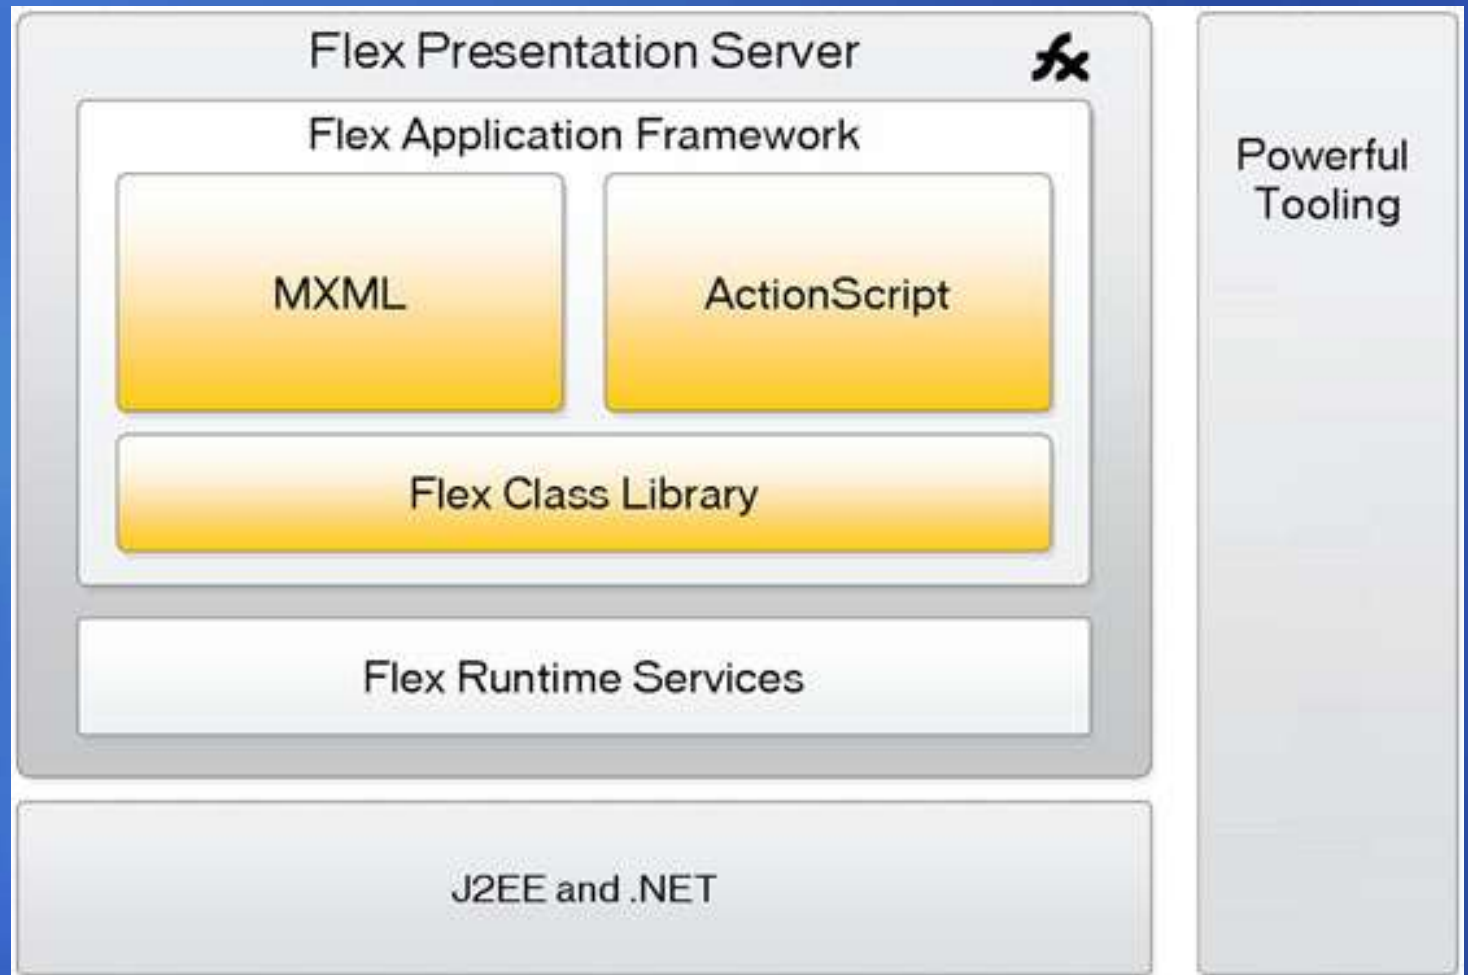 Flex Presentation Server
fx
Flex Application Framework
MXML
ActionScript
Flex Class Library
Flex Runtime Services
J2EE and .NET
Powerful
Tooling